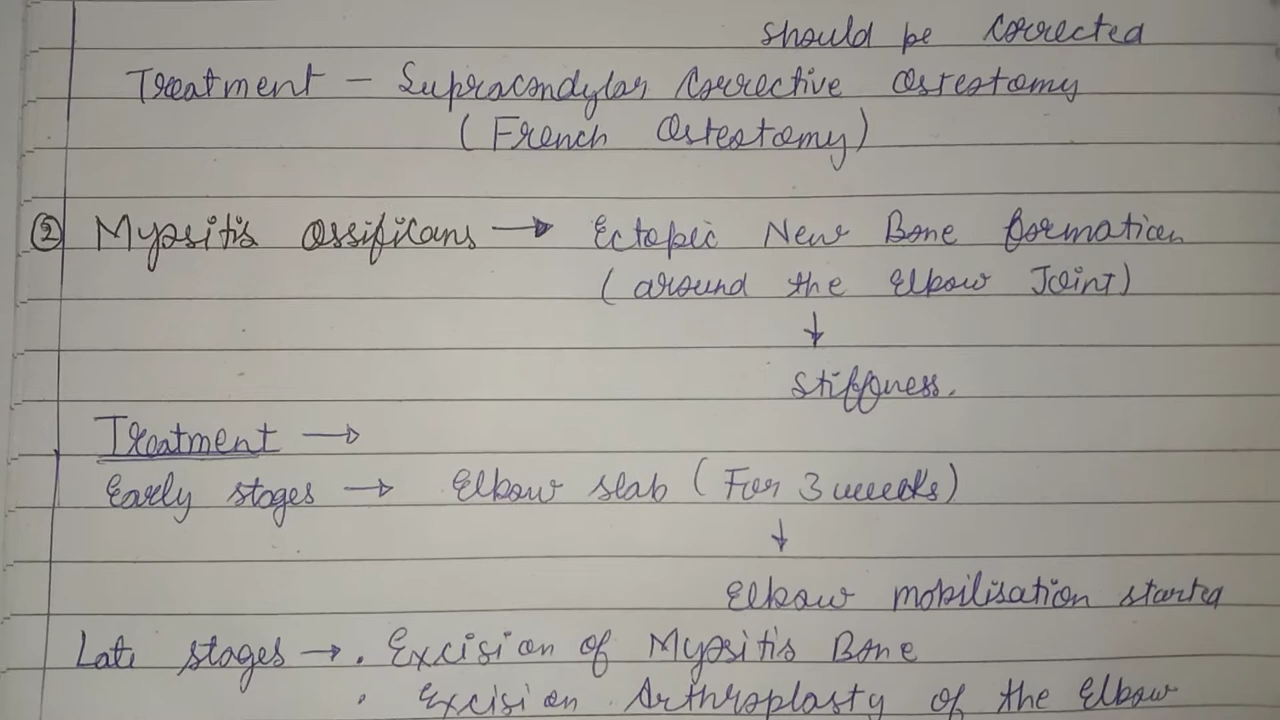 should be corrected
Treatment - Supracondylar Corrective Osteotomy
(French Osteotomy)
② Myositis ossificans → Ectopic New Bone formation
(around the Elbow Joint)
↓
stiffness.
Treatment →
Early stages → Elbow slab (For 3 weeks)
↓
Elbow mobilisation started
Late stages → . Excision of Myositis Bone
. Excision Arthroplasty of the Elbow